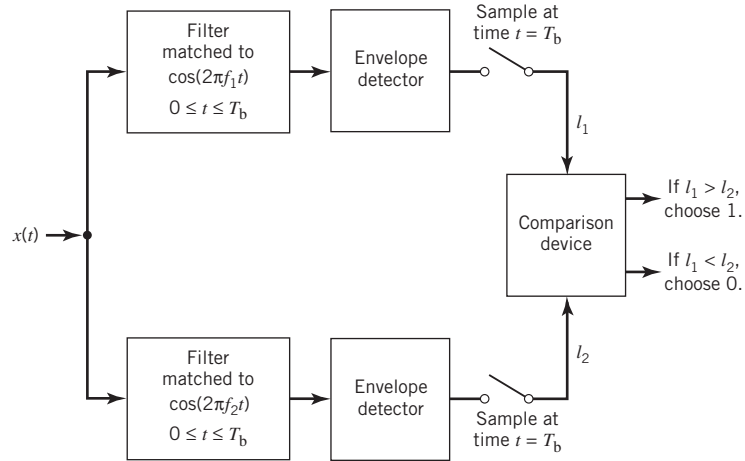 Filter
matched to
cos(2πf₁t)
0 ≤ t ≤ T_b
Envelope
detector
Sample at
time t = T_b
l₁
x(t)
Comparison
device
If l₁ > l₂,
choose 1.
If l₁ < l₂,
choose 0.
l₂
Filter
matched to
cos(2πf₂t)
0 ≤ t ≤ T_b
Envelope
detector
Sample at
time t = T_b